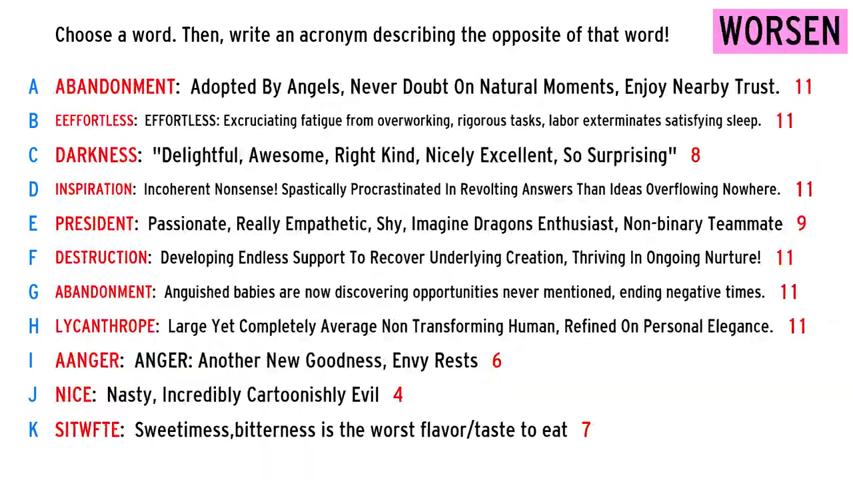 Choose a word. Then, write an acronym describing the opposite of that word!
WORSEN
A ABANDONMENT: Adopted By Angels, Never Doubt On Natural Moments, Enjoy Nearby Trust. 11
B EEFFORTLESS: EFFORTLESS: Excruciating fatigue from overworking, rigorous tasks, labor exterminates satisfying sleep. 11
C DARKNESS: "Delightful, Awesome, Right Kind, Nicely Excellent, So Surprising" 8
D INSPIRATION: Incoherent Nonsense! Spastically Procrastinated In Revolting Answers Than Ideas Overflowing Nowhere. 11
E PRESIDENT: Passionate, Really Empathetic, Shy, Imagine Dragons Enthusiast, Non-binary Teammate 9
F DESTRUCTION: Developing Endless Support To Recover Underlying Creation, Thriving In Ongoing Nurture! 11
G ABANDONMENT: Anguished babies are now discovering opportunities never mentioned, ending negative times. 11
H LYCANTHROPE: Large Yet Completely Average Non Transforming Human, Refined On Personal Elegance. 11
I AANGER: ANGER: Another New Goodness, Envy Rests 6
J NICE: Nasty, Incredibly Cartoonishly Evil 4
K SITWFTE: Sweetimess,bitterness is the worst flavor/taste to eat 7